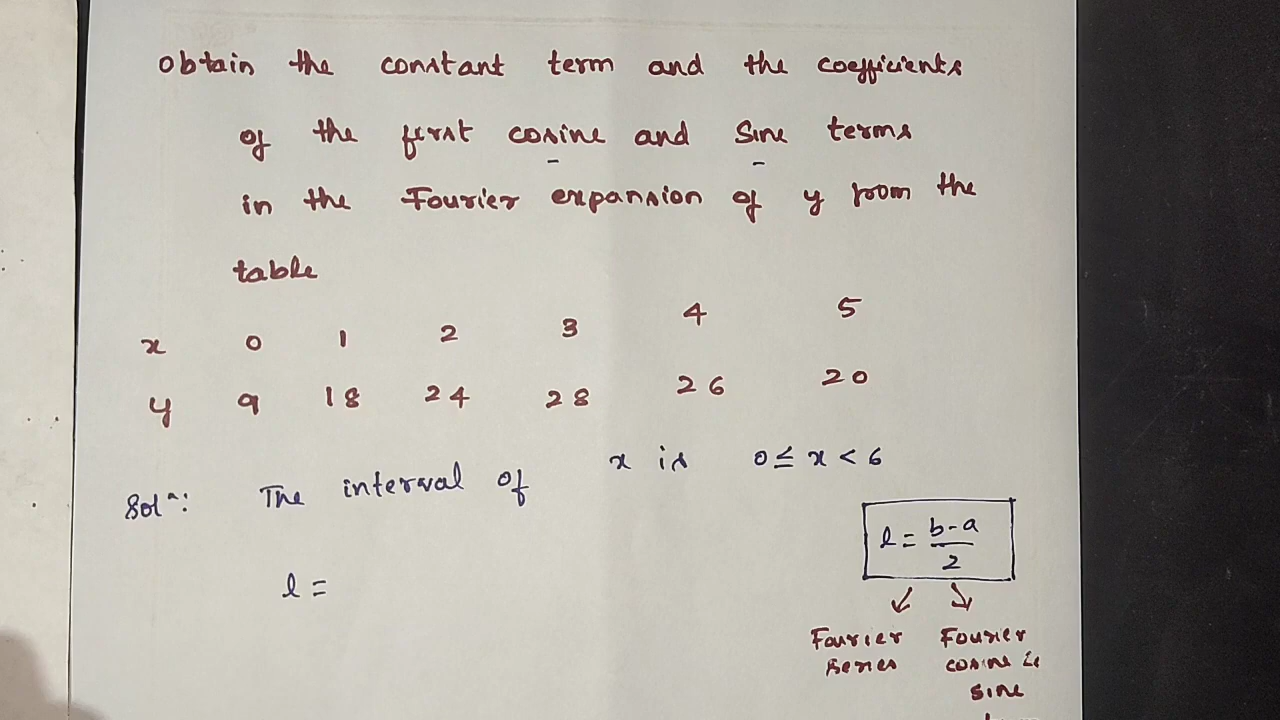 obtain the constant term and the coefficients
of the first cosine and Sine terms
in the Fourier expansion of y from the
table
x 0 1 2 3 4 5
y 9 18 24 28 26 20
Solⁿ: The interval of x is 0 ≤ x < 6
l = b-a / 2
l =
Fourier series
Fourier cosine & sine